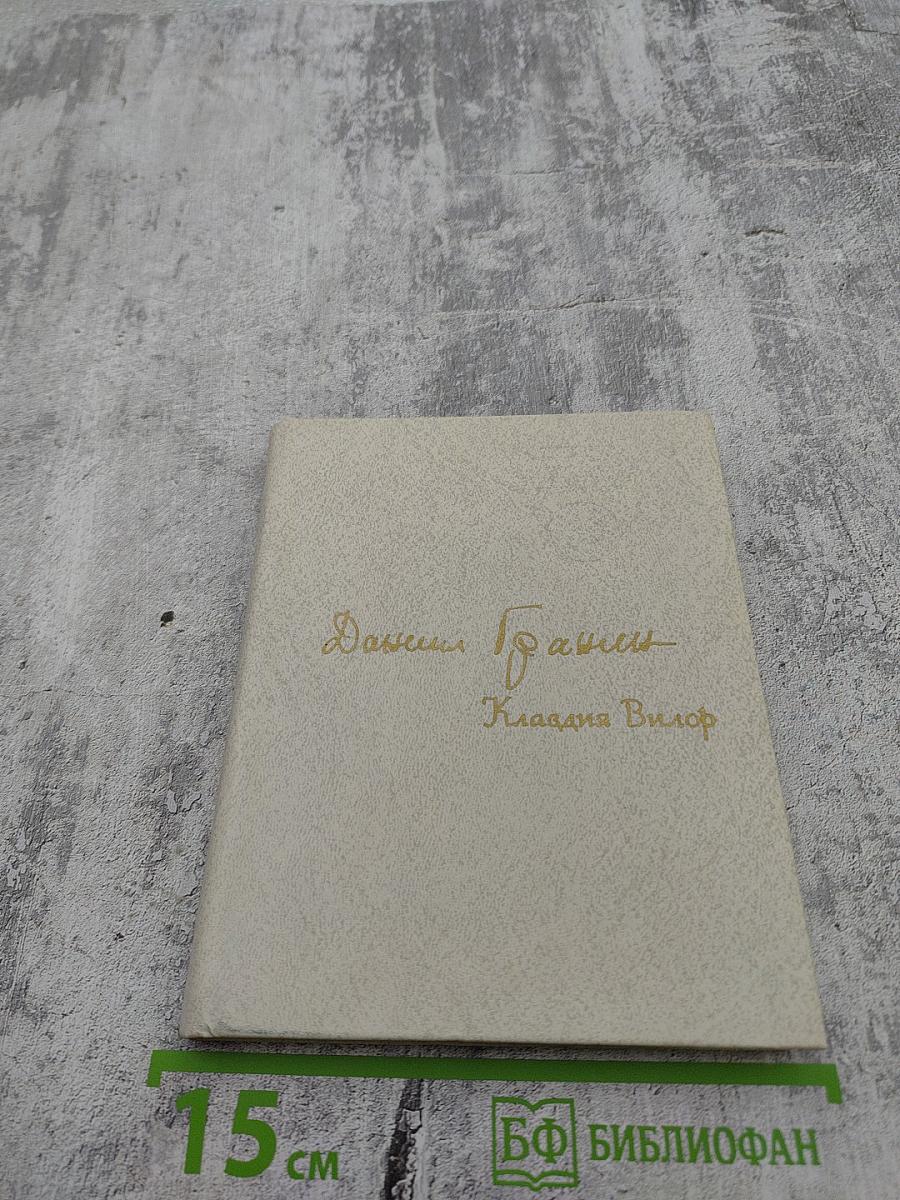 Даниил Гранин
Клавдия Вилор
15 см
БФ БИБЛИОФАН